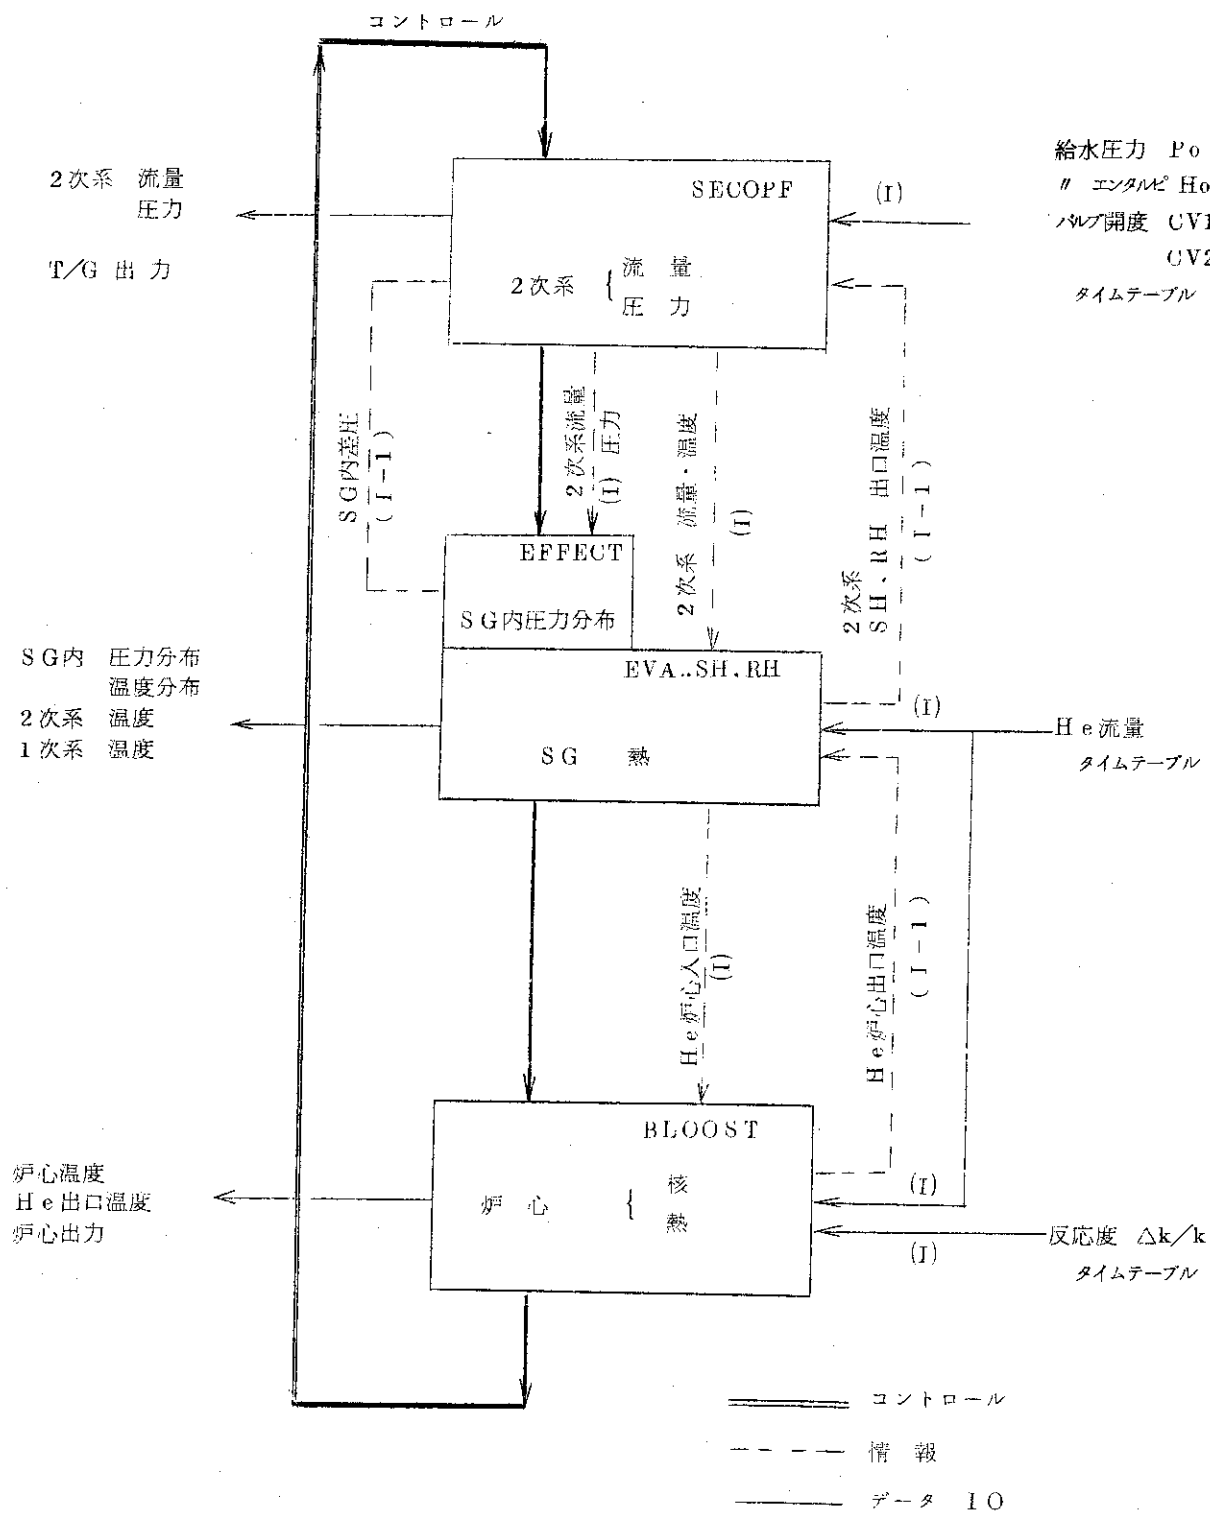 コントロール
2次系 流量
圧力
T/G 出力
SECOPF
2次系 { 流量
圧力
(I)
給水圧力 Po
〃 エンタルピ Ho
バルブ開度 CV1
CV2
タイムテーブル
SG内差圧
(I-1)
2次系流量
(I) 圧力
2次系 流量・温度
(I)
2次系
SH、RH 出口温度
(I-1)
EFFECT
SG内圧力分布
SG内 圧力分布
温度分布
2次系 温度
1次系 温度
EVA..SH.RH
SG 熱
(I)
He流量
タイムテーブル
He炉心入口温度
(I)
He炉心出口温度
(I-1)
炉心温度
He出口温度
炉心出力
BLOOST
炉心 { 核
熱
(I)
(I)
反応度 △k/k
タイムテーブル
コントロール
情報
データ IO